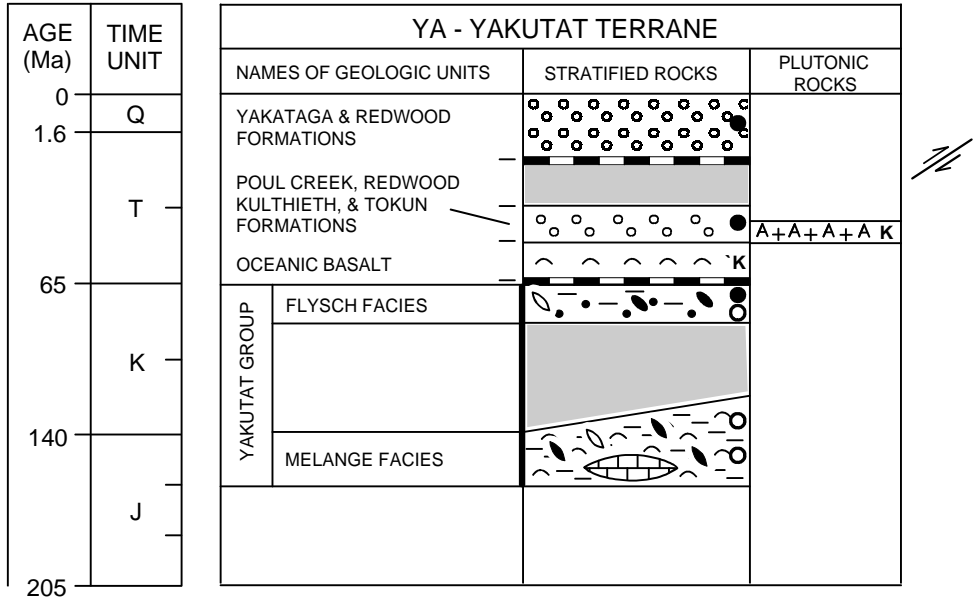 AGE
(Ma)
TIME
UNIT
YA - YAKUTAT TERRANE
NAMES OF GEOLOGIC UNITS
STRATIFIED ROCKS
PLUTONIC
ROCKS
0
Q
1.6
YAKATAGA & REDWOOD
FORMATIONS
T
POUL CREEK, REDWOOD
KULTHIETH, & TOKUN
FORMATIONS
A+A+A+A K
OCEANIC BASALT
K
65
YAKUTAT GROUP
FLYSCH FACIES
K
140
MELANGE FACIES
J
205